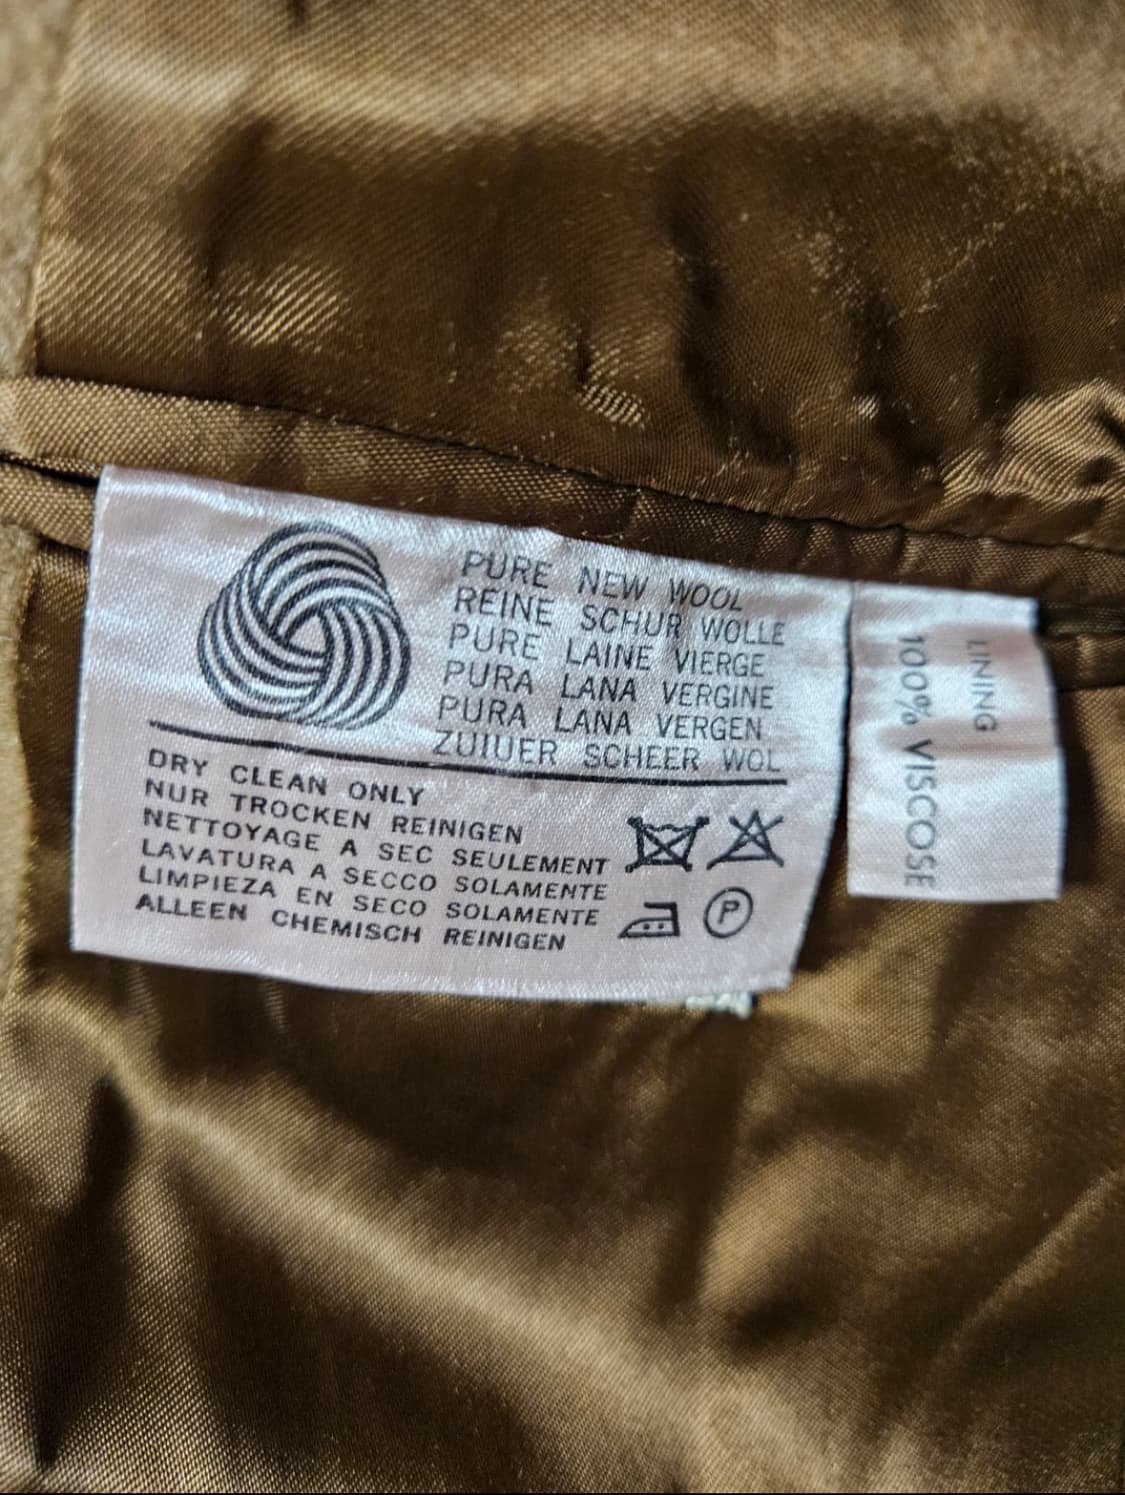 PURE NEW WOOL
REINE SCHUR WOLLE
PURE LAINE VIERGE
PURA LANA VERGINE
PURA LANA VERGEN
ZUIUER SCHEER WOL
DRY CLEAN ONLY
NUR TROCKEN REINIGEN
NETTOYAGE A SEC SEULEMENT
LAVATURA A SECCO SOLAMENTE
LIMPIEZA EN SECO SOLAMENTE
ALLEEN CHEMISCH REINIGEN
P
LINING
100% VISCOSE